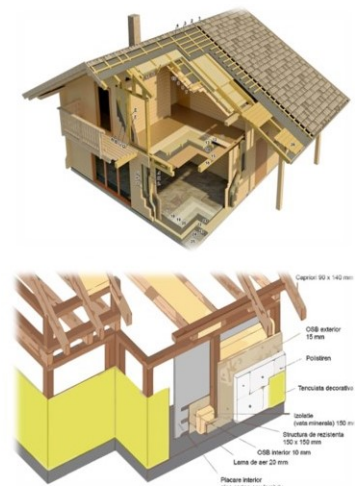 Capriori 90 x 140 mm
OSB exterior
15 mm
Polistiren
Tencuiala decorativa
Izolatie
(vata minerala) 150 m
Structura de rezistenta
150 x 150 mm
OSB interior 10 mm
Lama de aer 20 mm
Placare interior